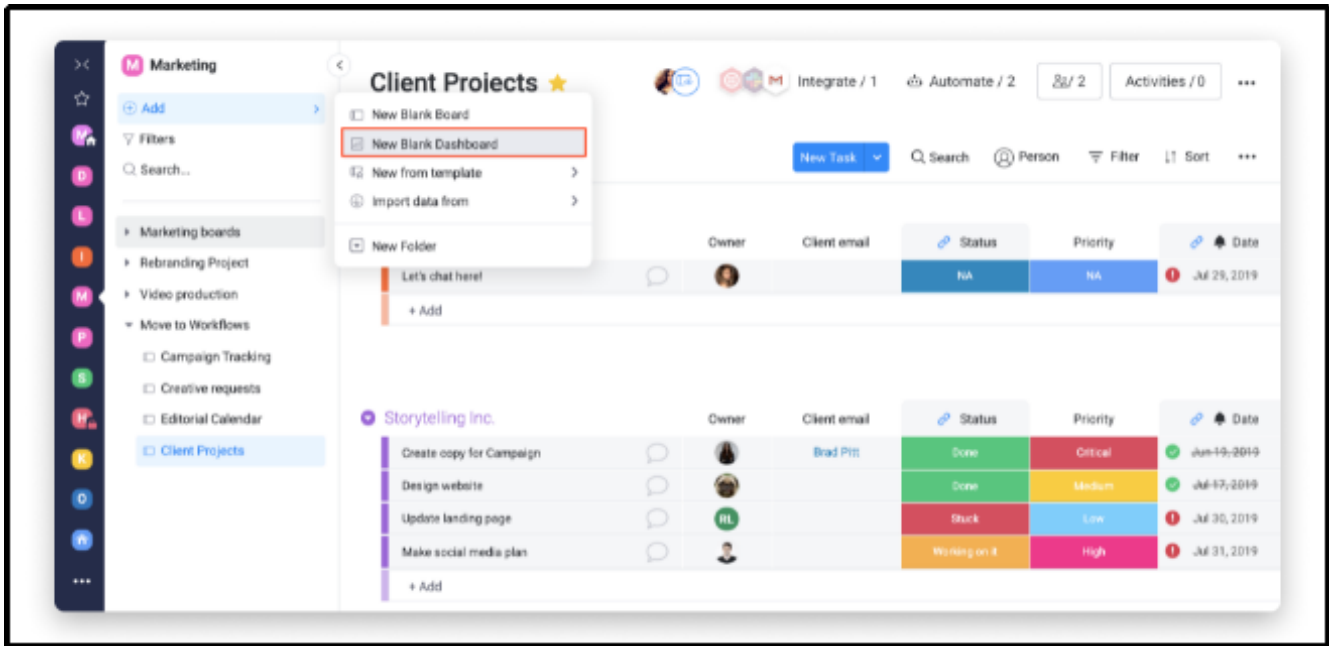 M Marketing
Add
Filters
Search...
Marketing boards
Rebranding Project
Video production
Move to Workflows
Campaign Tracking
Creative requests
Editorial Calendar
Client Projects
M
D
L
I
M
P
S
H
K
O
Client Projects
M Integrate / 1
Automate / 2
/ 2
Activities / 0
New Blank Board
New Blank Dashboard
New from template
Import data from
New Folder
New Task
Search
Person
Filter
Sort
Owner Client email Status Priority Date
Let's chat here! NA NA Jul 29, 2019
+ Add
Storytelling Inc. Owner Client email Status Priority Date
Create copy for Campaign Brad Pitt Done Critical Jun 19, 2019
Design website Done Medium Jul 17, 2019
Update landing page RL Stuck Low Jul 30, 2019
Make social media plan Working on it High Jul 31, 2019
+ Add